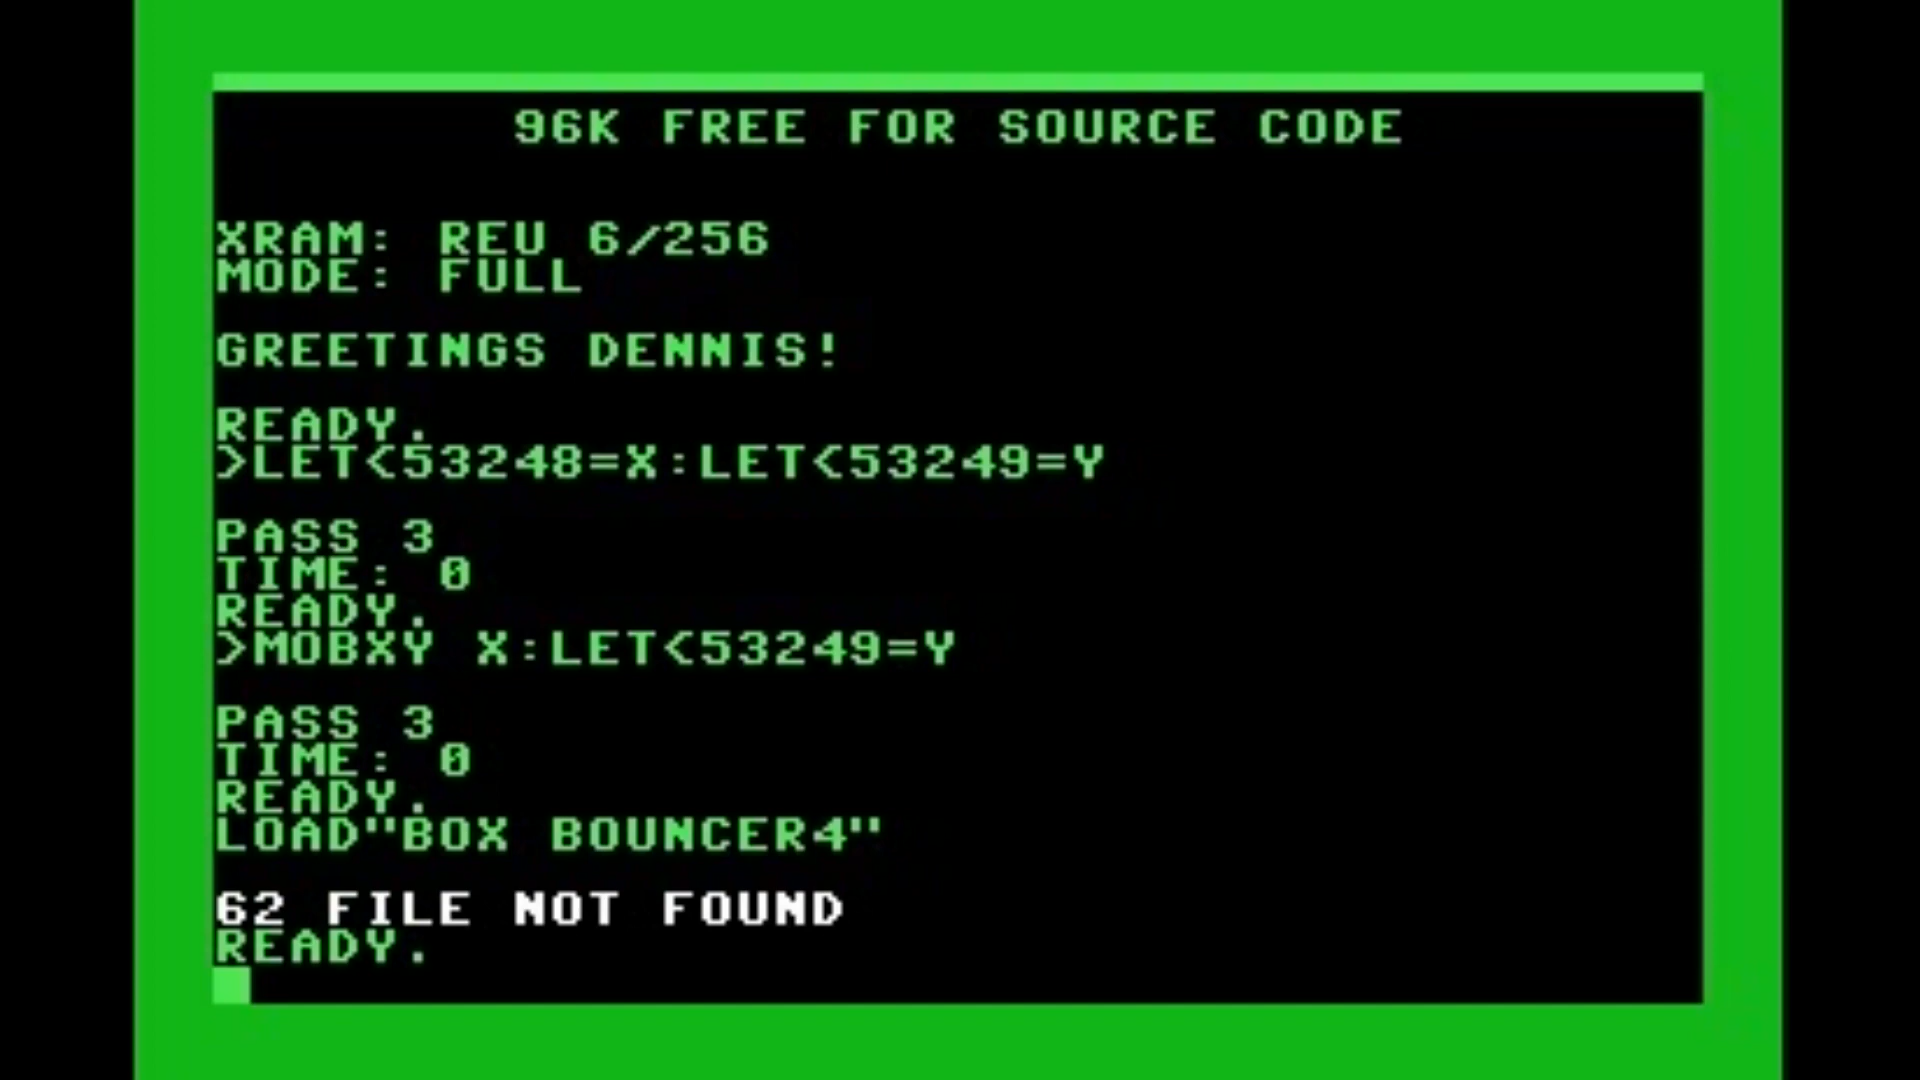 96K FREE FOR SOURCE CODE
XRAM: REU 6/256
MODE: FULL
GREETINGS DENNIS!
READY.
>LET<53248=X:LET<53249=Y
PASS 3
TIME: 0
READY.
>MOBXY X:LET<53249=Y
PASS 3
TIME: 0
READY.
LOAD"BOX BOUNCER4"
62 FILE NOT FOUND
READY.